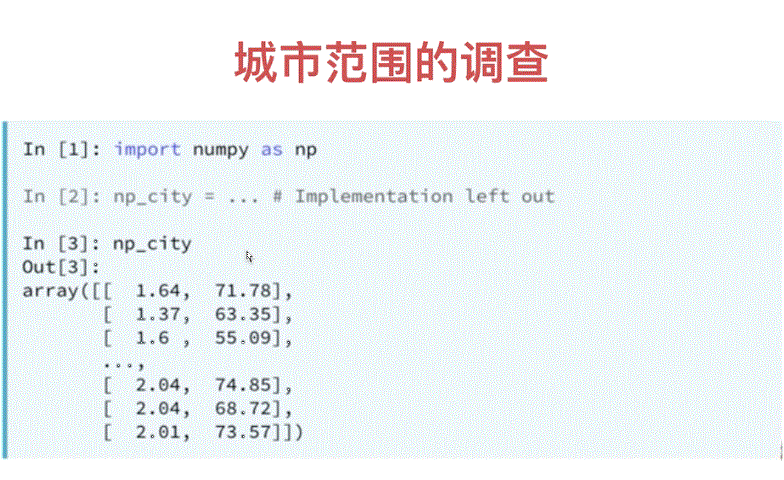 城市范围的调查
In [1]: import numpy as np
In [2]: np_city = ... # Implementation left out
In [3]: np_city
Out[3]:
array([[ 1.64, 71.78],
[ 1.37, 63.35],
[ 1.6 , 55.09],
...,
[ 2.04, 74.85],
[ 2.04, 68.72],
[ 2.01, 73.57]])